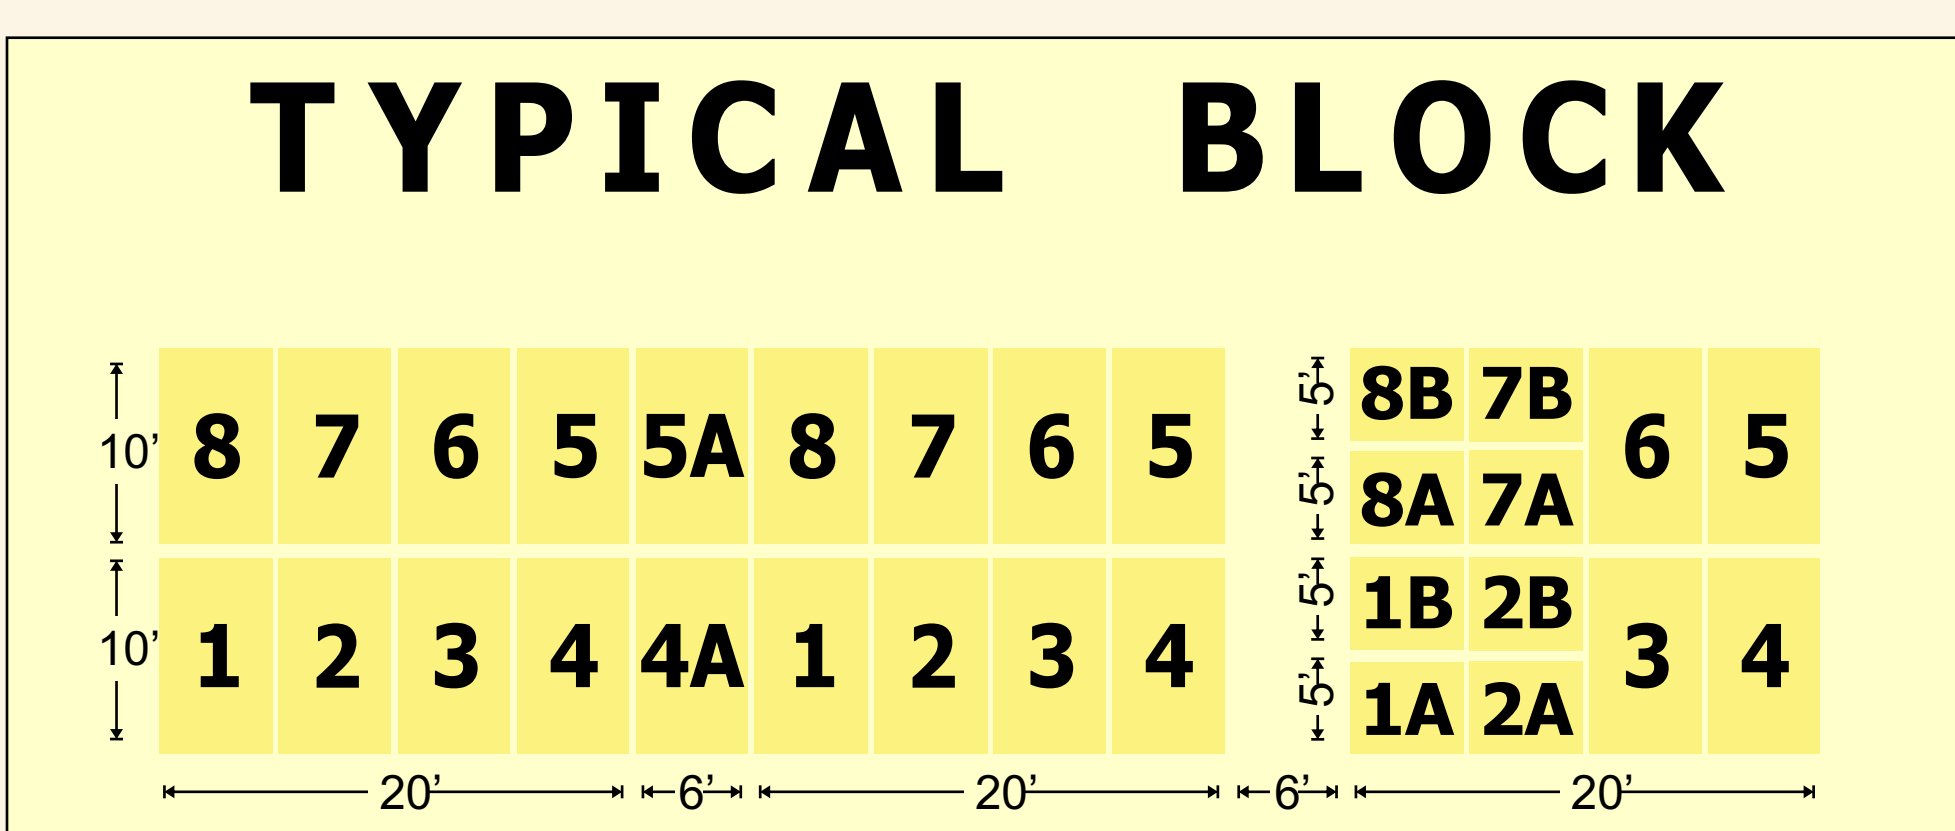 TYPICAL BLOCK
5’ 8B 7B
10’ 8 7 6 5 5A 8 7 6 5 6 5
5’ 8A 7A
5’ 1B 2B
10’ 1 2 3 4 4A 1 2 3 4 3 4
5’ 1A 2A
20’ 6’ 20’ 6’ 20’